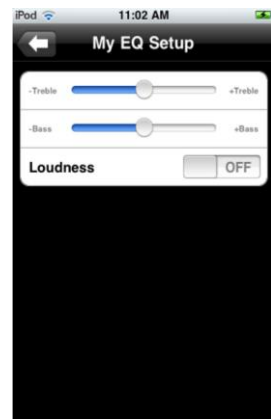 iPod 11:02 AM
My EQ Setup
-Treble +Treble
-Bass +Bass
Loudness OFF